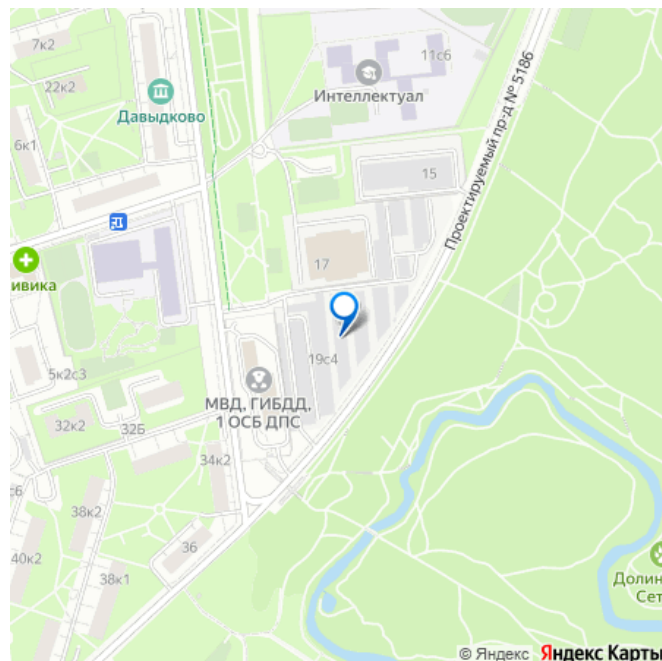 7к2
22к2
Давыдково
6к1
11с6
Интеллектуал
Проектируемый пр-д № 5186
15
17
ивика
19с4
МВД, ГИБДД,
1 ОСБ ДПС
5к2с3
32к2
32Б
34к2
с6
38к2
36
40к2
38к1
Долин
Сет
© Яндекс Яндекс Карты